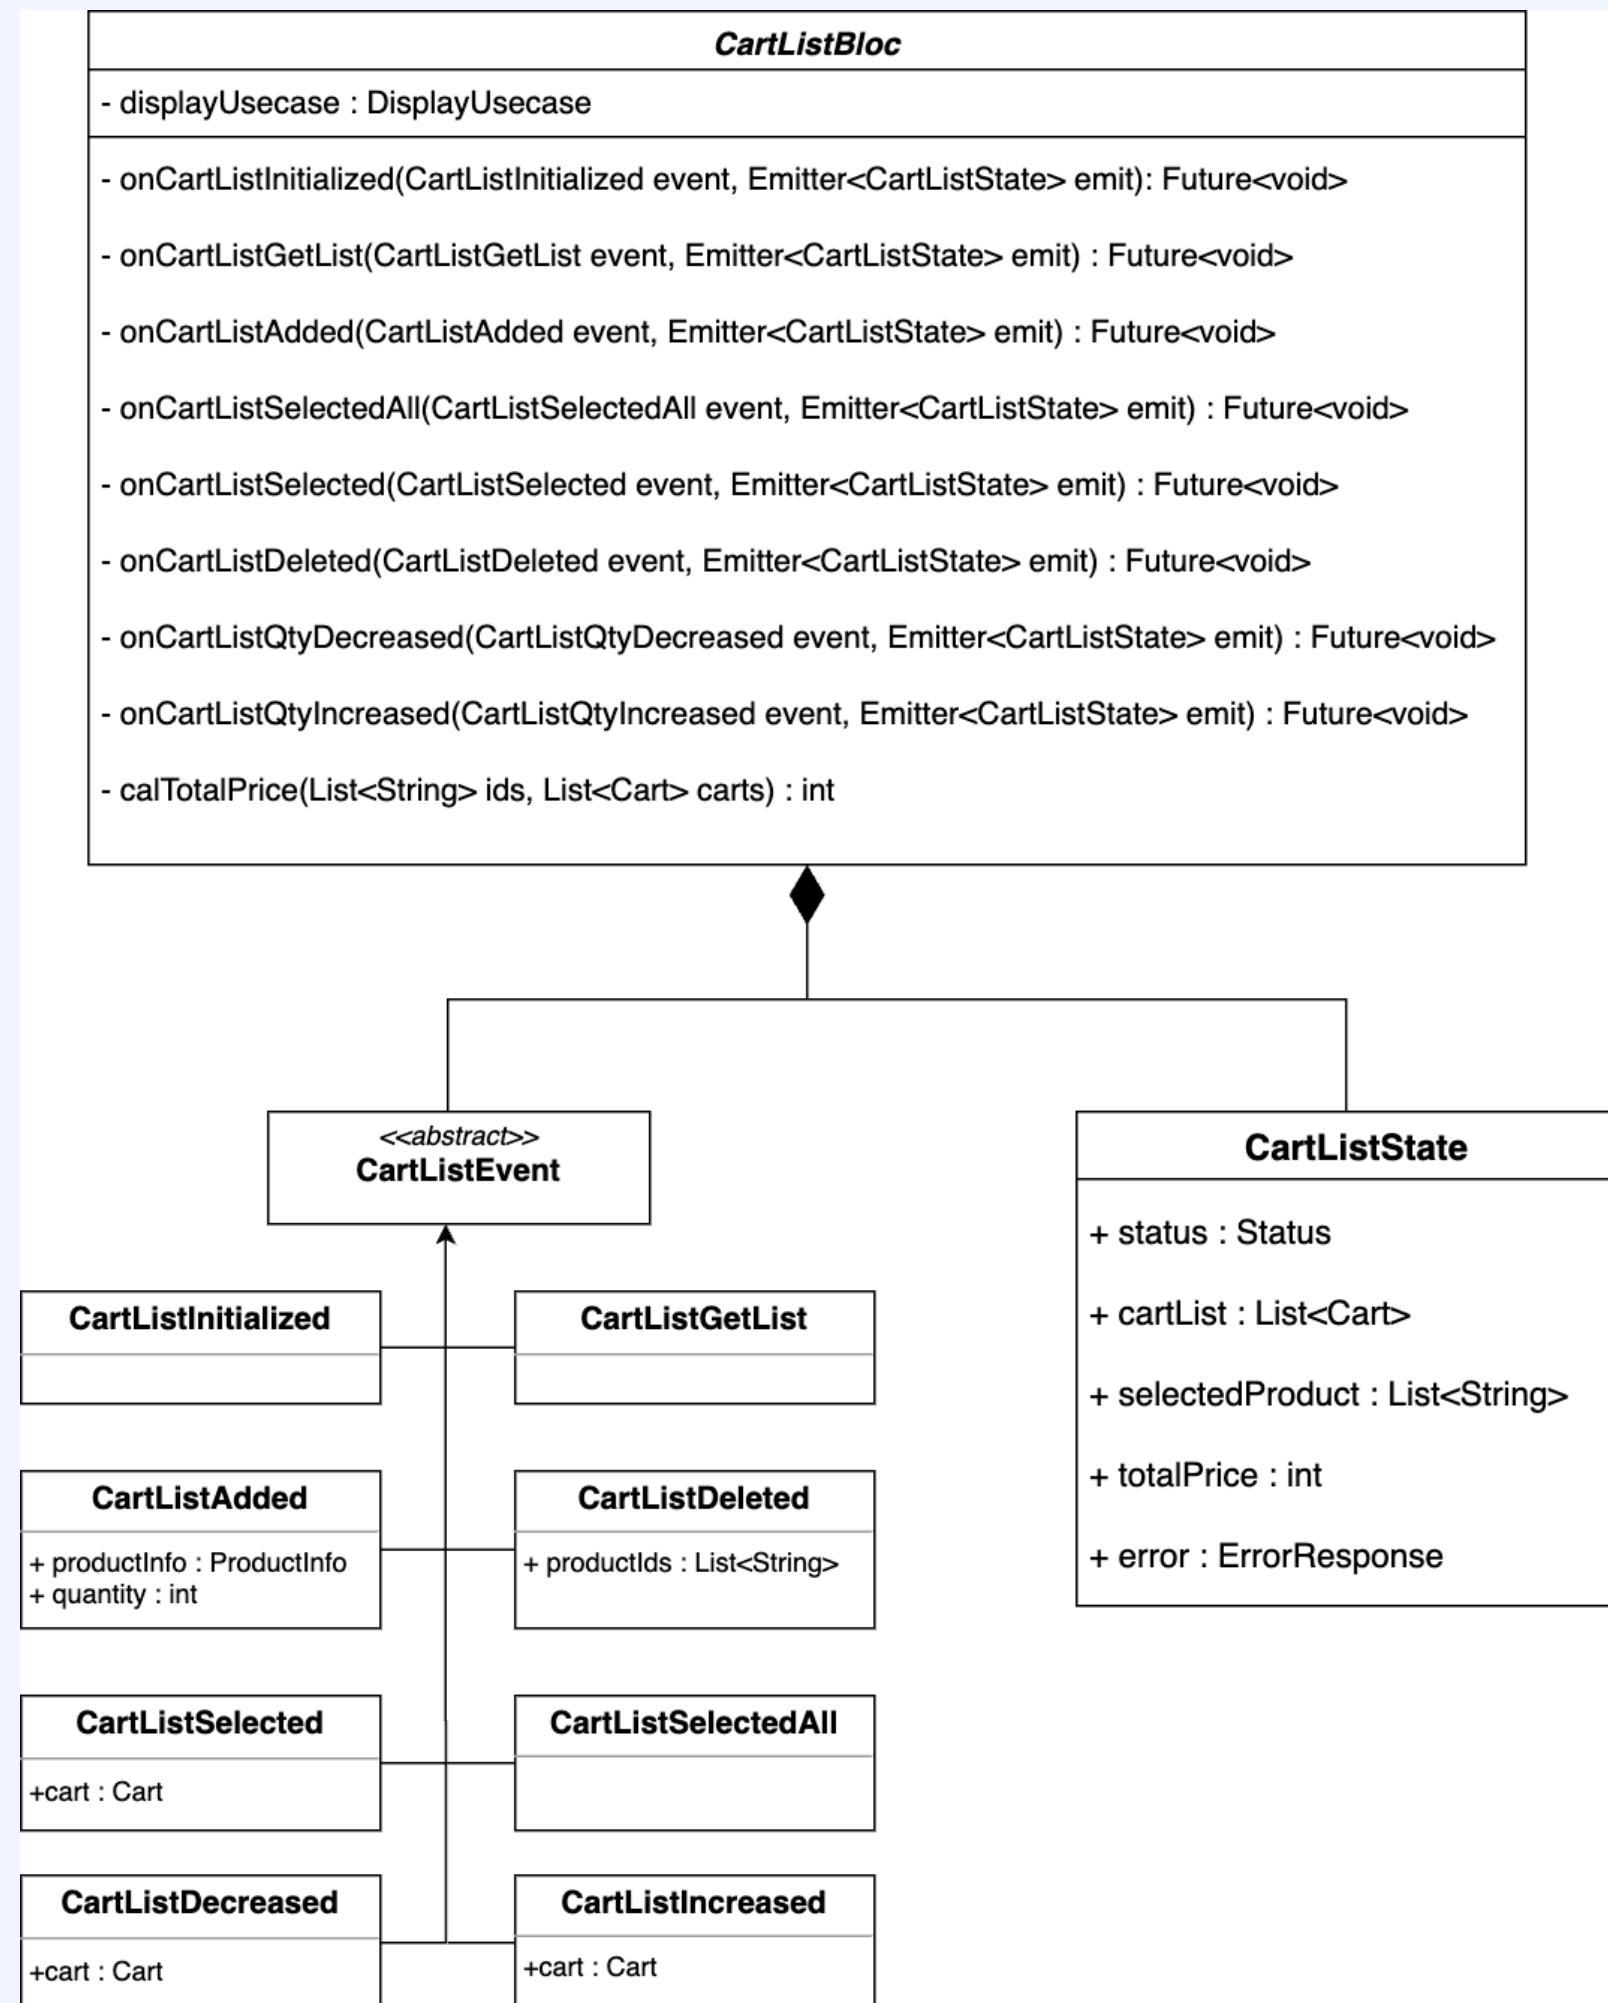 CartListBloc
- displayUsecase : DisplayUsecase
- onCartListInitialized(CartListInitialized event, Emitter<CartListState> emit): Future<void>
- onCartListGetList(CartListGetList event, Emitter<CartListState> emit) : Future<void>
- onCartListAdded(CartListAdded event, Emitter<CartListState> emit) : Future<void>
- onCartListSelectedAll(CartListSelectedAll event, Emitter<CartListState> emit) : Future<void>
- onCartListSelected(CartListSelected event, Emitter<CartListState> emit) : Future<void>
- onCartListDeleted(CartListDeleted event, Emitter<CartListState> emit) : Future<void>
- onCartListQtyDecreased(CartListQtyDecreased event, Emitter<CartListState> emit) : Future<void>
- onCartListQtyIncreased(CartListQtyIncreased event, Emitter<CartListState> emit) : Future<void>
- calTotalPrice(List<String> ids, List<Cart> carts) : int
<<abstract>>
CartListEvent
CartListInitialized
CartListGetList
CartListAdded
+ productInfo : ProductInfo
+ quantity : int
CartListDeleted
+ productIds : List<String>
CartListSelected
+cart : Cart
CartListSelectedAll
CartListDecreased
+cart : Cart
CartListIncreased
+cart : Cart
CartListState
+ status : Status
+ cartList : List<Cart>
+ selectedProduct : List<String>
+ totalPrice : int
+ error : ErrorResponse